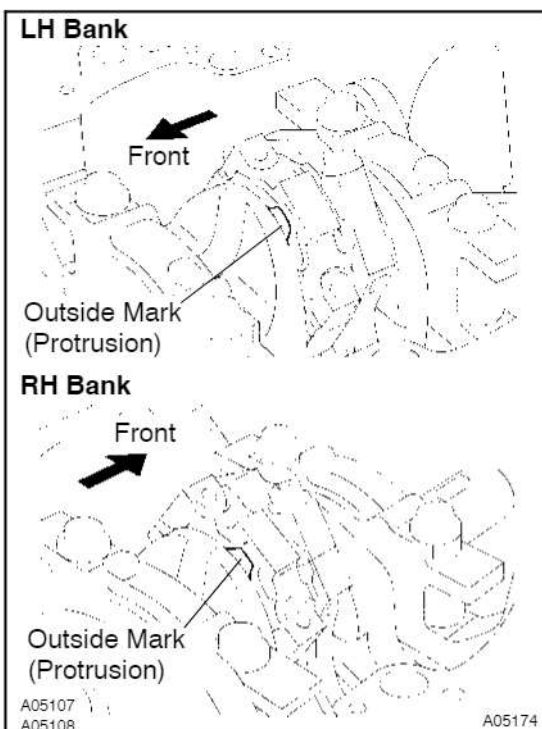 LH Bank
Front
Outside Mark
(Protrusion)
RH Bank
Front
Outside Mark
(Protrusion)
A05107
A05108
A05174